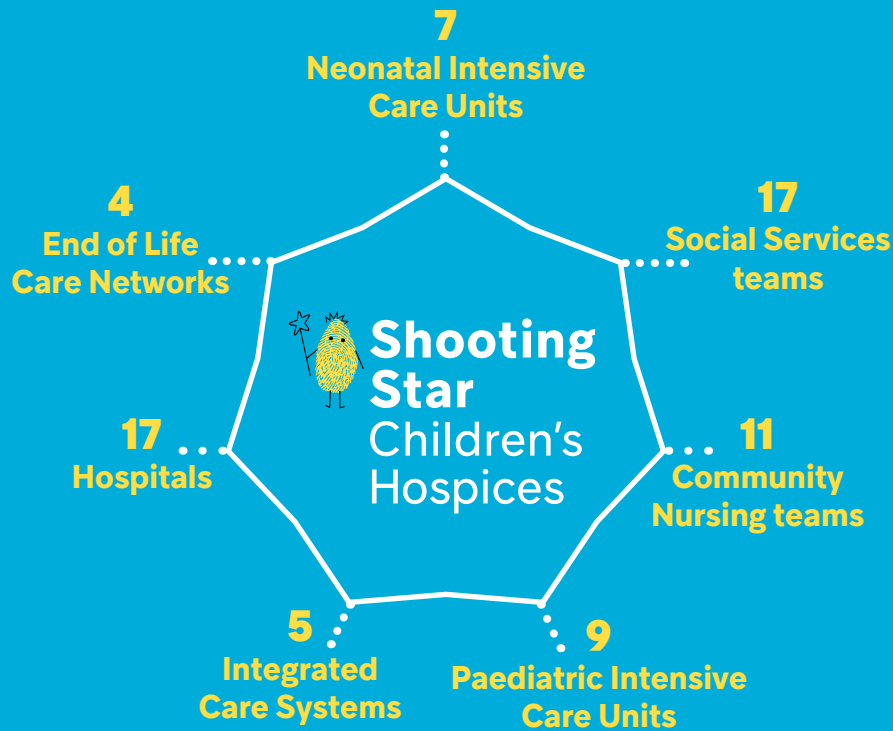 7
Neonatal Intensive
Care Units
17
Social Services
teams
11
Community
Nursing teams
9
Paediatric Intensive
Care Units
5
Integrated
Care Systems
17
Hospitals
4
End of Life
Care Networks
Shooting
Star
Children's
Hospices